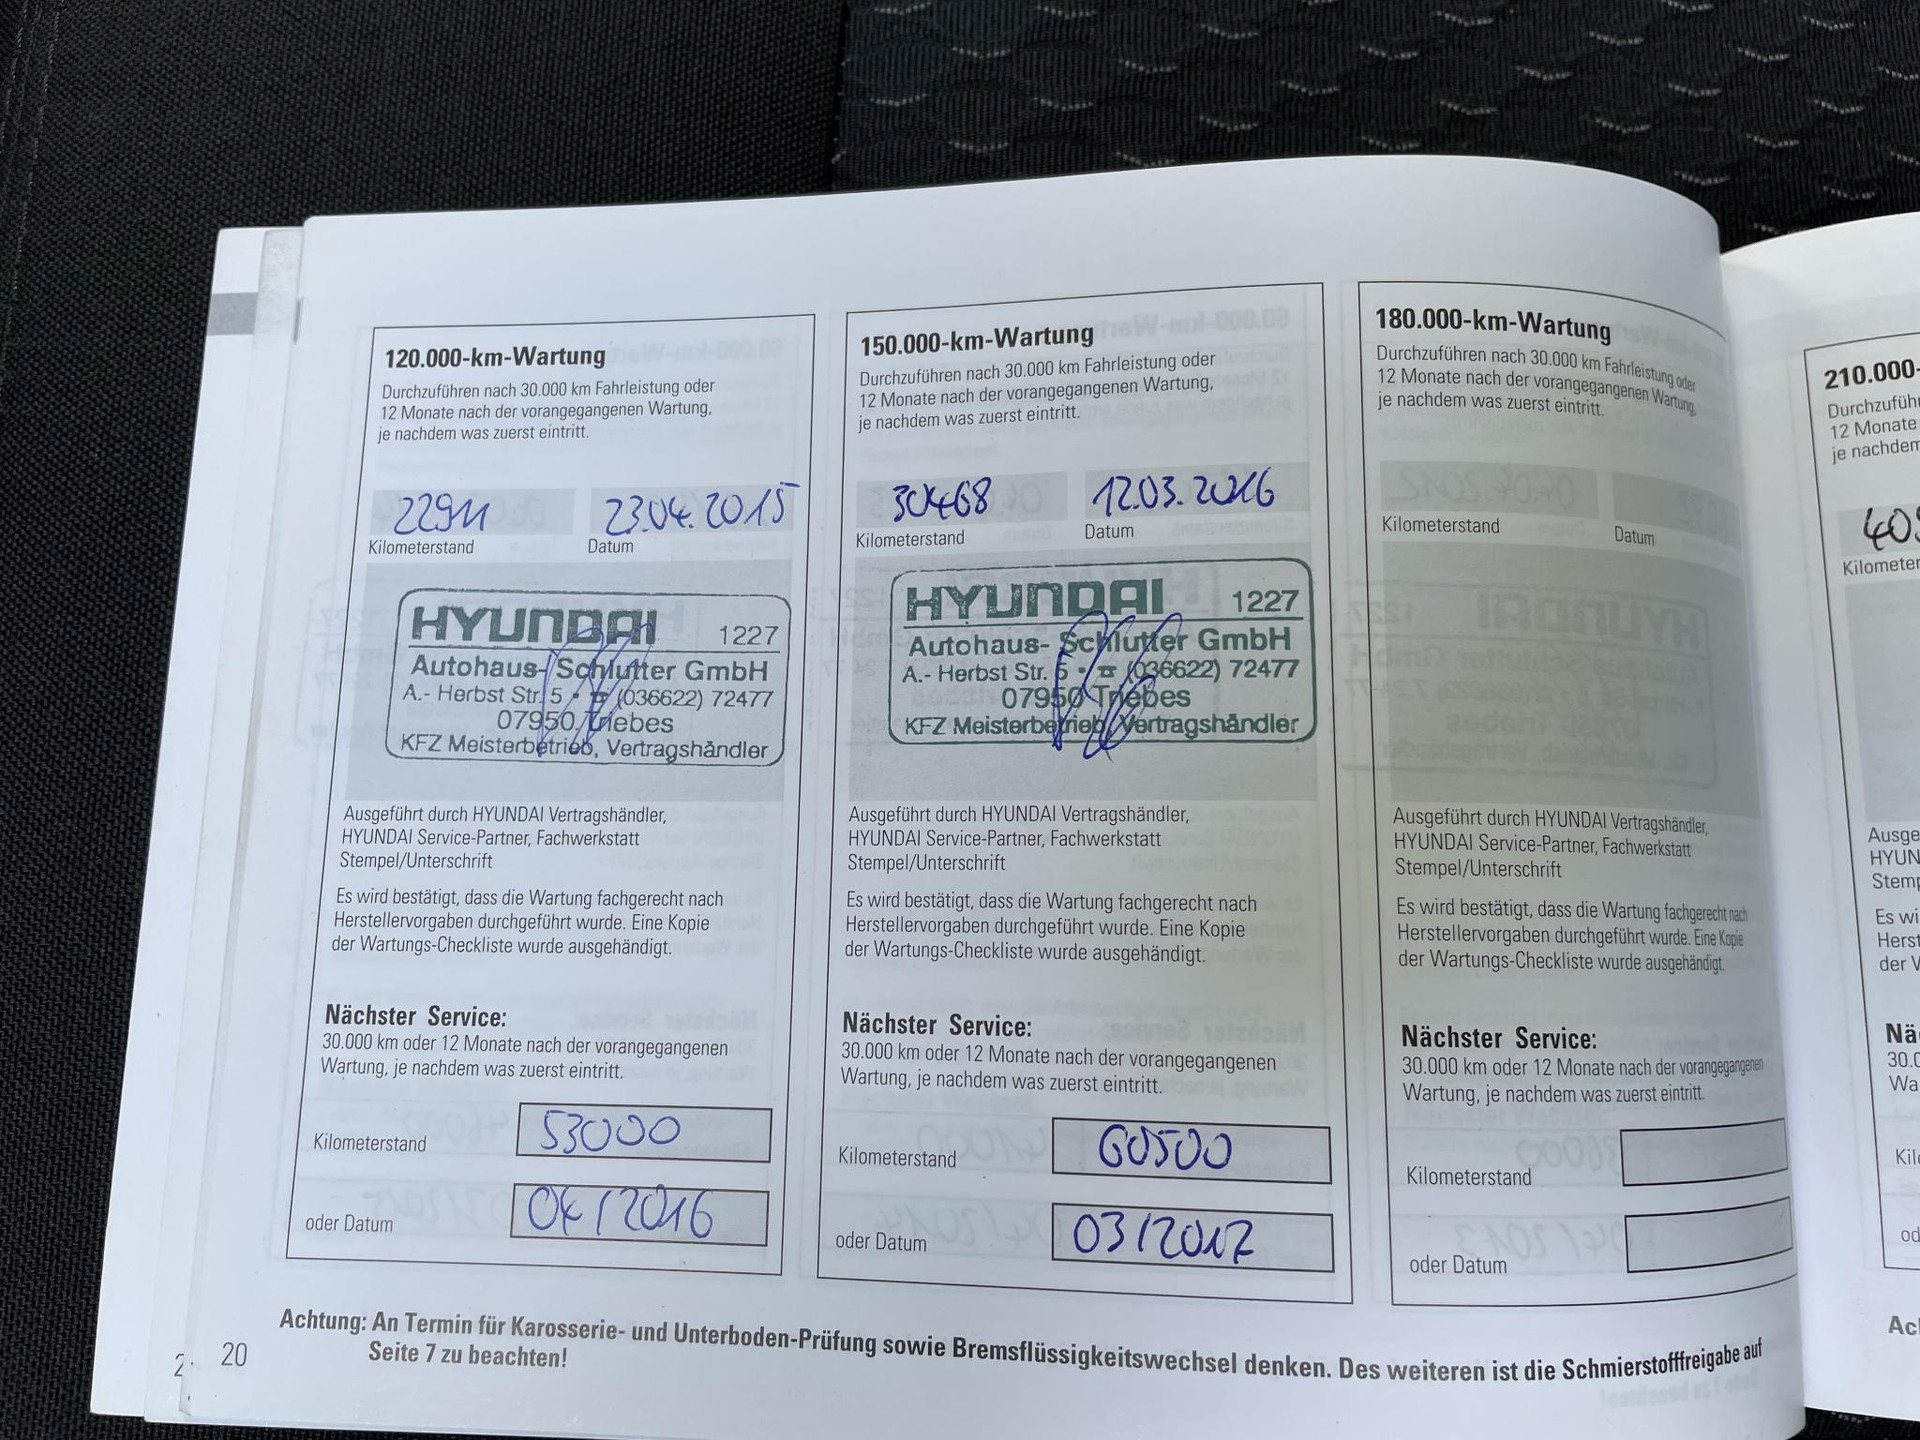 120.000-km-Wartung
Durchzuführen nach 30.000 km Fahrleistung oder
12 Monate nach der vorangegangenen Wartung,
je nachdem was zuerst eintritt.
22911 23.04.2015
Kilometerstand Datum
HYUNDAI 1227
Autohaus- Schlutter GmbH
A.- Herbst Str. 5 • ☎ (036622) 72477
07950 Triebes
KFZ Meisterbetrieb, Vertragshändler
Ausgeführt durch HYUNDAI Vertragshändler,
HYUNDAI Service-Partner, Fachwerkstatt
Stempel/Unterschrift
Es wird bestätigt, dass die Wartung fachgerecht nach
Herstellervorgaben durchgeführt wurde. Eine Kopie
der Wartungs-Checkliste wurde ausgehändigt.
Nächster Service:
30.000 km oder 12 Monate nach der vorangegangenen
Wartung, je nachdem was zuerst eintritt.
Kilometerstand 53000
oder Datum 04/2016
150.000-km-Wartung
Durchzuführen nach 30.000 km Fahrleistung oder
12 Monate nach der vorangegangenen Wartung,
je nachdem was zuerst eintritt.
30468 12.03.2016
Kilometerstand Datum
HYUNDAI 1227
Autohaus- Schlutter GmbH
A.- Herbst Str. 5 • ☎ (036622) 72477
07950 Triebes
KFZ Meisterbetrieb, Vertragshändler
Ausgeführt durch HYUNDAI Vertragshändler,
HYUNDAI Service-Partner, Fachwerkstatt
Stempel/Unterschrift
Es wird bestätigt, dass die Wartung fachgerecht nach
Herstellervorgaben durchgeführt wurde. Eine Kopie
der Wartungs-Checkliste wurde ausgehändigt.
Nächster Service:
30.000 km oder 12 Monate nach der vorangegangenen
Wartung, je nachdem was zuerst eintritt.
Kilometerstand 60500
oder Datum 03/2017
180.000-km-Wartung
Durchzuführen nach 30.000 km Fahrleistung oder
12 Monate nach der vorangegangenen Wartung,
je nachdem was zuerst eintritt.
Kilometerstand Datum
Ausgeführt durch HYUNDAI Vertragshändler,
HYUNDAI Service-Partner, Fachwerkstatt
Stempel/Unterschrift
Es wird bestätigt, dass die Wartung fachgerecht nach
Herstellervorgaben durchgeführt wurde. Eine Kopie
der Wartungs-Checkliste wurde ausgehändigt.
Nächster Service:
30.000 km oder 12 Monate nach der vorangegangenen
Wartung, je nachdem was zuerst eintritt.
Kilometerstand
oder Datum
Achtung: An Termin für Karosserie- und Unterboden-Prüfung sowie Bremsflüssigkeitswechsel denken. Des weiteren ist die Schmierstofffreigabe auf
Seite 7 zu beachten!
20
210.000-
12 Monate